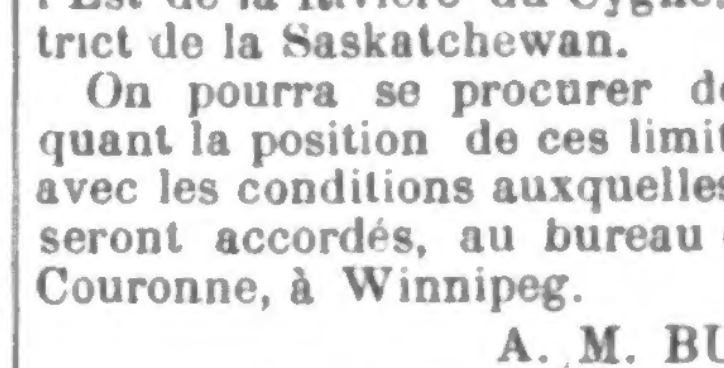 Est de la Rivière du Cygne
trict de la Saskatchewan.
On pourra se procurer de
quant la position de ces limit
avec les conditions auxquelles
seront accordés, au bureau
Couronne, à Winnipeg.
A. M. BU